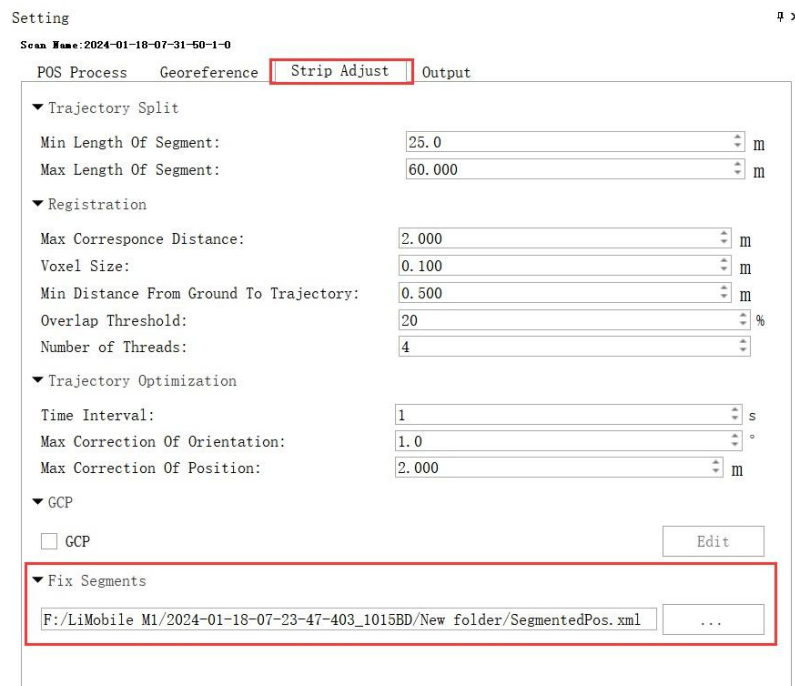 Setting
Scan Name:2024-01-18-07-31-50-1-0
POS Process Georeference Strip Adjust Output
Trajectory Split
Min Length Of Segment: 25.0 m
Max Length Of Segment: 60.000 m
Registration
Max Corresponce Distance: 2.000 m
Voxel Size: 0.100 m
Min Distance From Ground To Trajectory: 0.500 m
Overlap Threshold: 20 %
Number of Threads: 4
Trajectory Optimization
Time Interval: 1 s
Max Correction Of Orientation: 1.0 °
Max Correction Of Position: 2.000 m
GCP
GCP Edit
Fix Segments
F:/LiMobile M1/2024-01-18-07-23-47-403_1015BD/New folder/SegmentedPos.xml ...